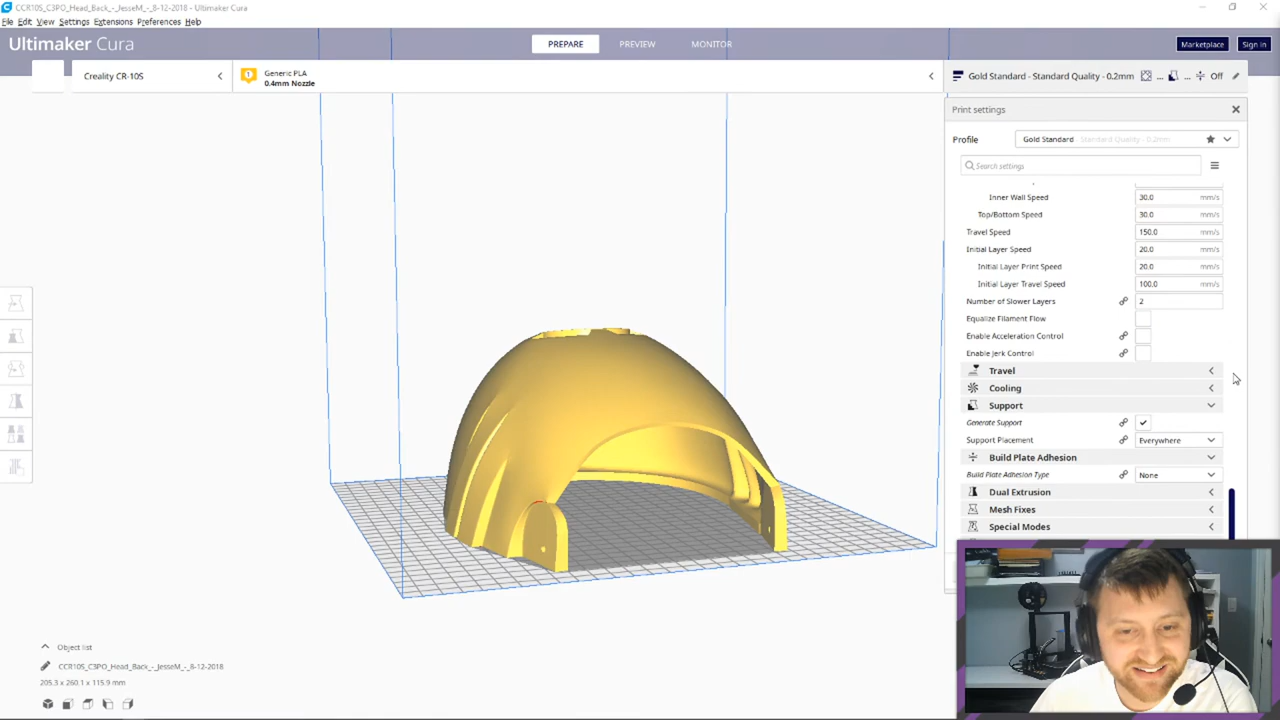 CCR10S_C3PO_Head_Back_-_JesseM_-_8-12-2018 - Ultimaker Cura
File Edit View Settings Extensions Preferences Help
Ultimaker Cura
PREPARE PREVIEW MONITOR
Marketplace Sign in
Creality CR-10S
1 Generic PLA
0.4mm Nozzle
Gold Standard - Standard Quality - 0.2mm ... ... Off
Print settings
Profile Gold Standard Standard Quality - 0.2mm
Search settings
Inner Wall Speed 30.0 mm/s
Top/Bottom Speed 30.0 mm/s
Travel Speed 150.0 mm/s
Initial Layer Speed 20.0 mm/s
Initial Layer Print Speed 20.0 mm/s
Initial Layer Travel Speed 100.0 mm/s
Number of Slower Layers 2
Equalize Filament Flow
Enable Acceleration Control
Enable Jerk Control
Travel
Cooling
Support
Generate Support
Support Placement Everywhere
Build Plate Adhesion
Build Plate Adhesion Type None
Dual Extrusion
Mesh Fixes
Special Modes
Object list
CCR10S_C3PO_Head_Back_-_JesseM_-_8-12-2018
205.3 x 260.1 x 115.9 mm